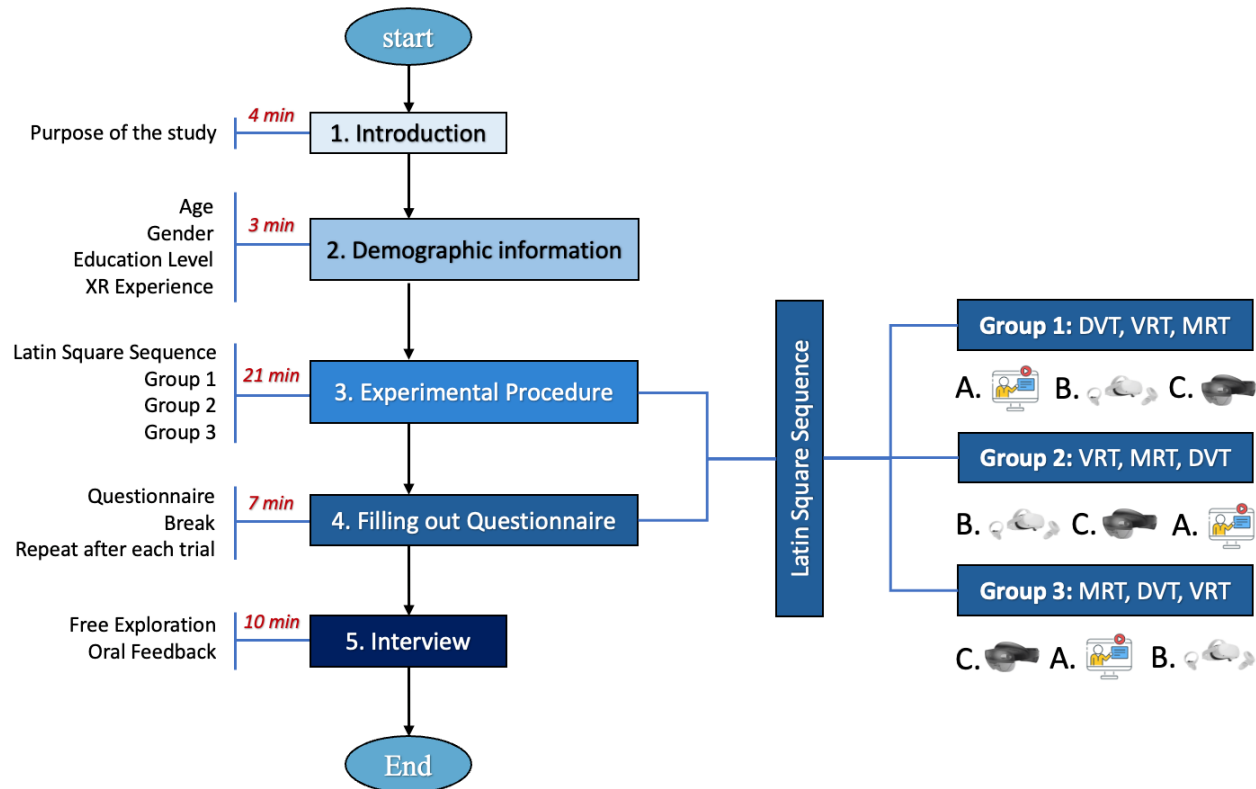 start
4 min
Purpose of the study
1. Introduction
Age
Gender
Education Level
XR Experience
3 min
2. Demographic information
Latin Square Sequence
Group 1
Group 2
Group 3
21 min
3. Experimental Procedure
Questionnaire
Break
Repeat after each trial
7 min
4. Filling out Questionnaire
Free Exploration
Oral Feedback
10 min
5. Interview
End
Latin Square Sequence
Group 1: DVT, VRT, MRT
A. B. C.
Group 2: VRT, MRT, DVT
B. C. A.
Group 3: MRT, DVT, VRT
C. A. B.